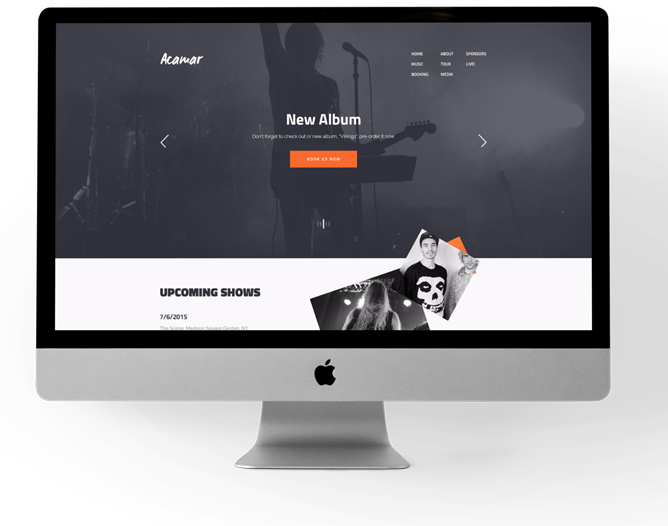 Acamar
HOME ABOUT SPONSORS
MUSIC TOUR LIVE!
BOOKING MEDIA
New Album
Don't forget to check out or new album, "Vikings". pre-order it now
BOOK US NOW
UPCOMING SHOWS
7/6/2015
The Scene, Madison Square Garden, NY